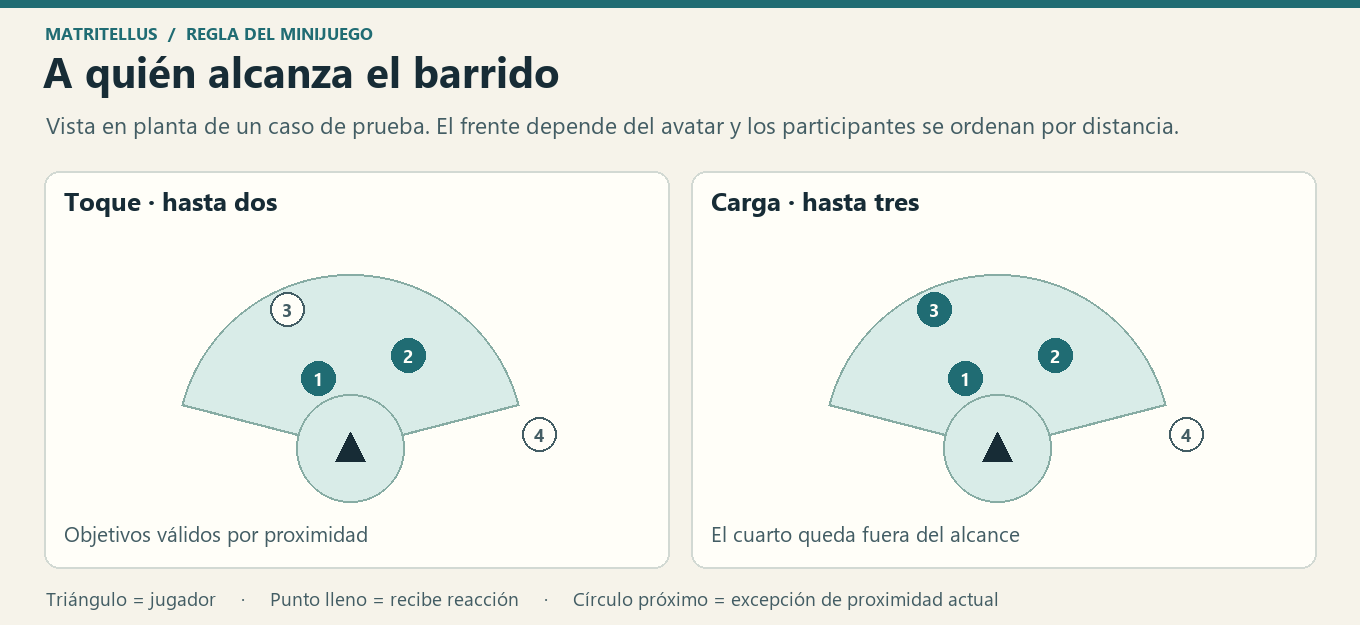 MATRITELLUS / REGLA DEL MINIJUEGO
A quién alcanza el barrido
Vista en planta de un caso de prueba. El frente depende del avatar y los participantes se ordenan por distancia.
Toque · hasta dos
3
2
1
4
Objetivos válidos por proximidad
Carga · hasta tres
3
2
1
4
El cuarto queda fuera del alcance
Triángulo = jugador · Punto lleno = recibe reacción · Círculo próximo = excepción de proximidad actual